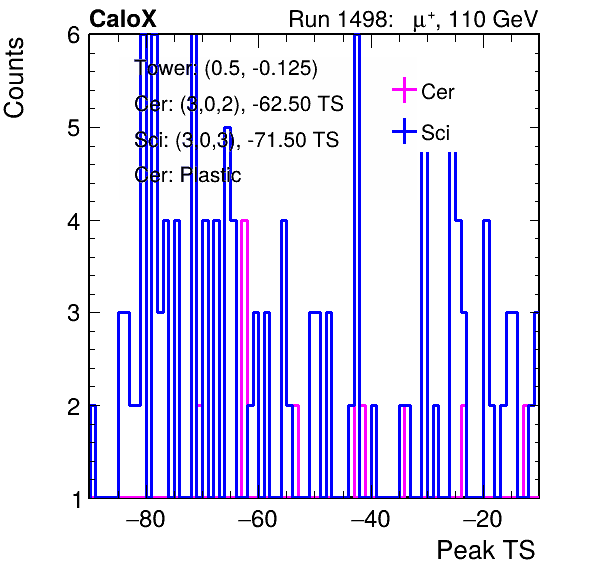 CaloX Run 1498: μ⁺, 110 GeV
Counts
Tower: (0.5, -0.125)
Cer: (3,0,2), -62.50 TS
Sci: (3,0,3), -71.50 TS
Cer: Plastic
Cer
Sci
6
5
4
3
2
1
−80 −60 −40 −20
Peak TS